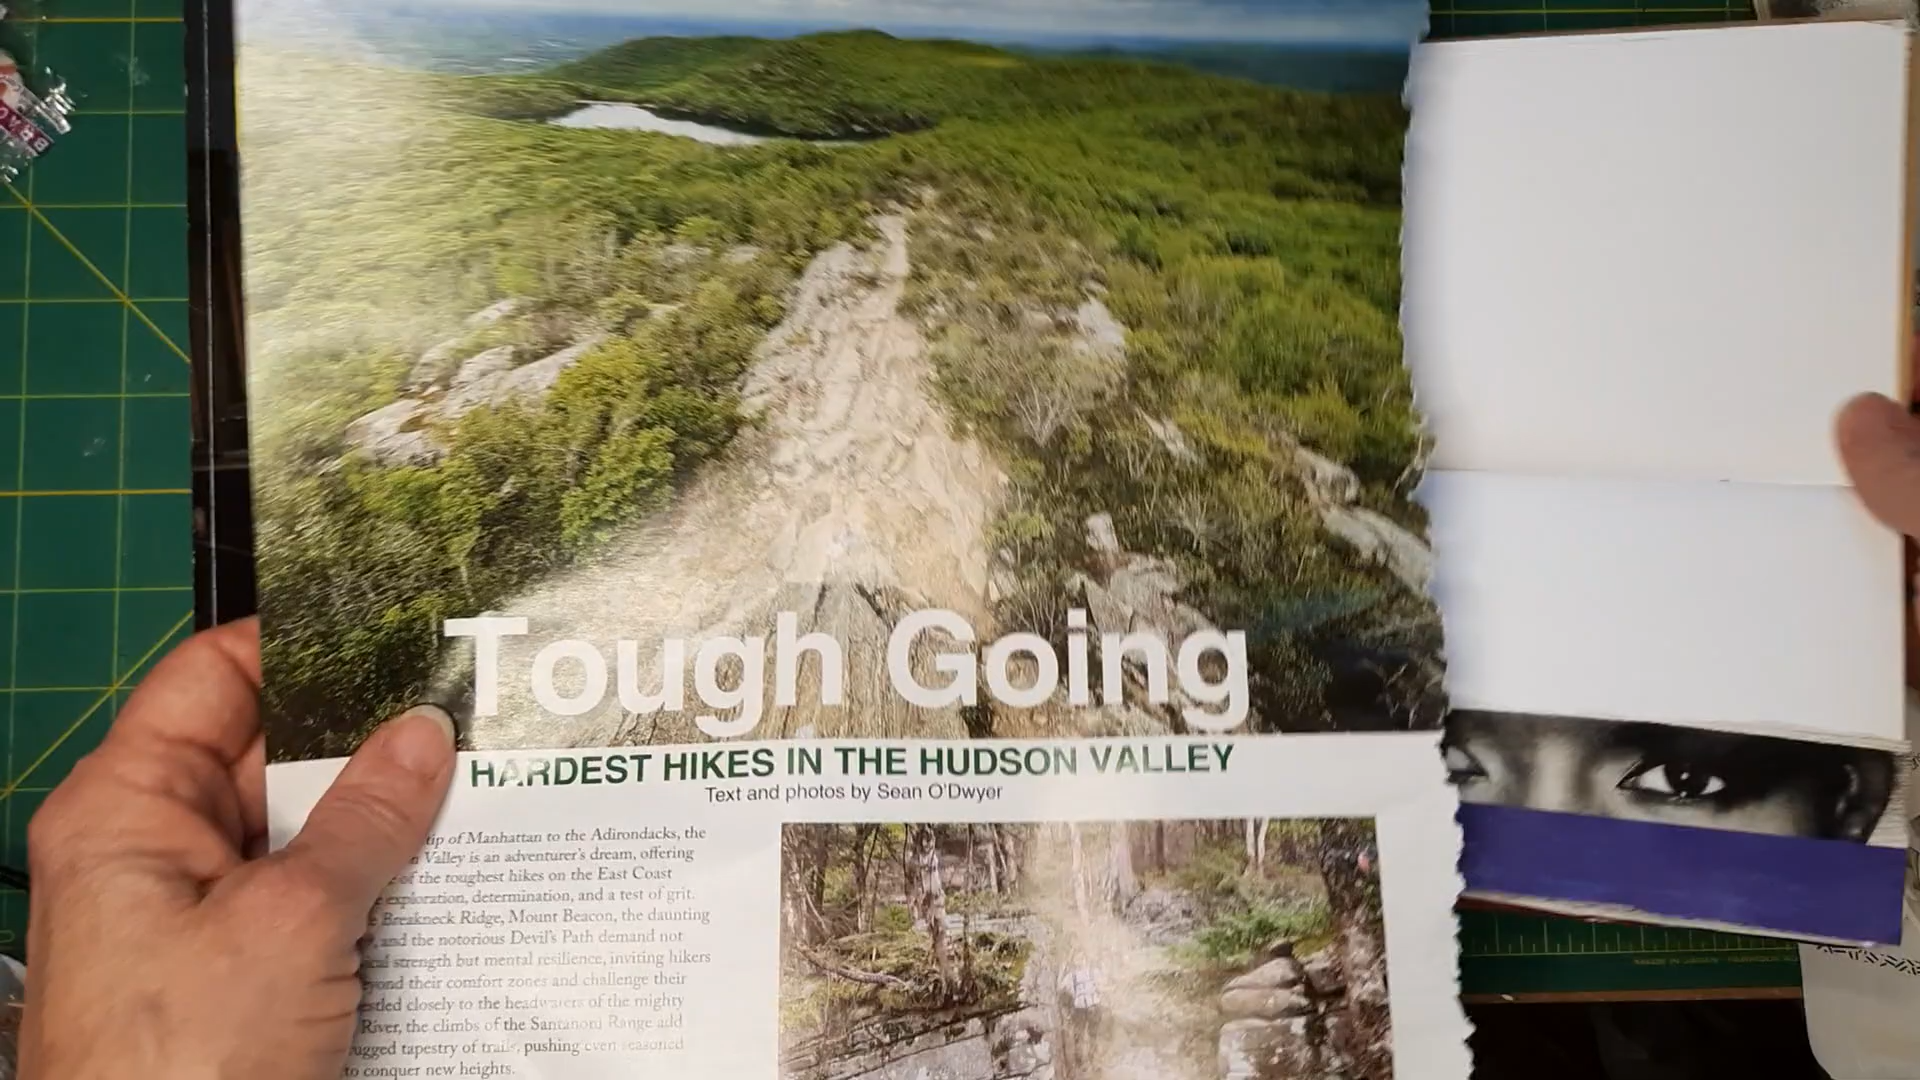 Tough Going
HARDEST HIKES IN THE HUDSON VALLEY
Text and photos by Sean O'Dwyer
tip of Manhattan to the Adirondacks, the
Valley is an adventurer's dream, offering
of the toughest hikes on the East Coast
exploration, determination, and a test of grit.
Breakneck Ridge, Mount Beacon, the daunting
and the notorious Devil's Path demand not
strength but mental resilience, inviting hikers
their comfort zones and challenge their
closely to the headwaters of the mighty
River, the climbs of the Santanoni Range add
tapestry of trails, pushing even seasoned
to conquer new heights.